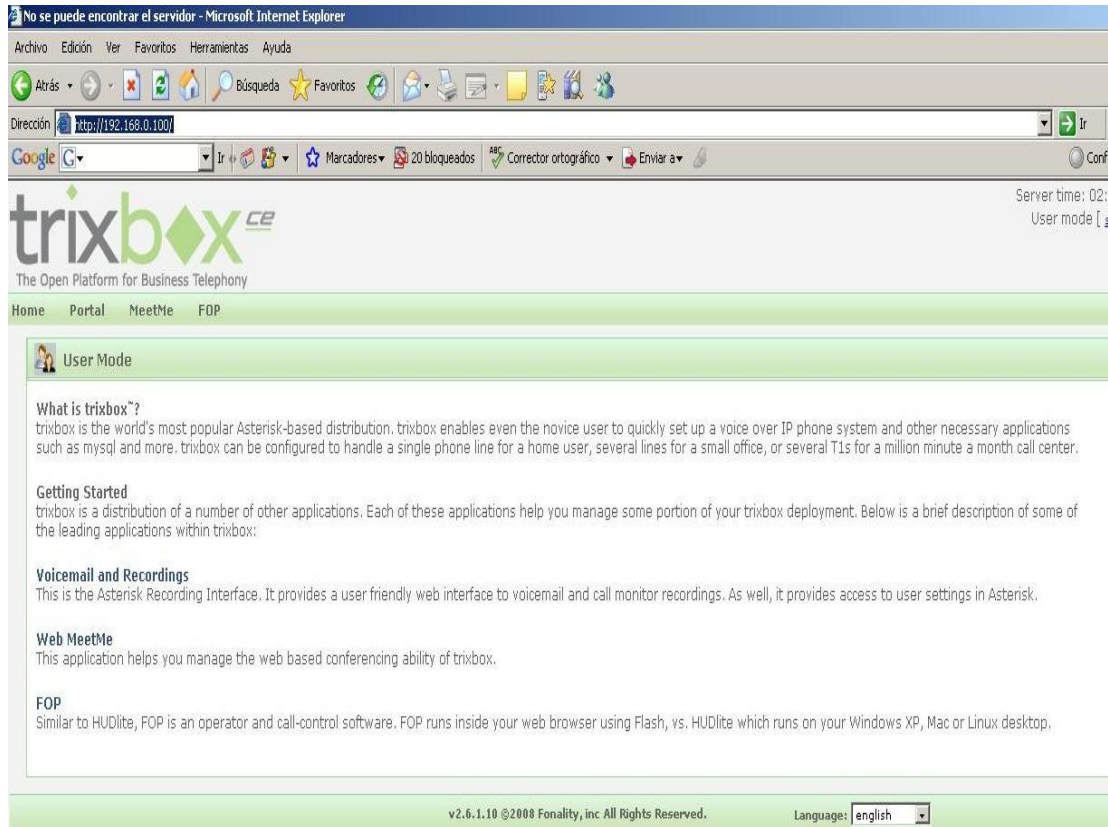 No se puede encontrar el servidor - Microsoft Internet Explorer
Archivo Edición Ver Favoritos Herramientas Ayuda
Atrás Búsqueda Favoritos
Dirección http://192.168.0.100/ Ir
Google G Ir Marcadores 20 bloqueados ABC Corrector ortográfico Enviar a Conf
Server time: 02:
User mode [ s
trixbox ce
The Open Platform for Business Telephony
Home Portal MeetMe FOP
User Mode
What is trixbox™?
trixbox is the world's most popular Asterisk-based distribution. trixbox enables even the novice user to quickly set up a voice over IP phone system and other necessary applications
such as mysql and more. trixbox can be configured to handle a single phone line for a home user, several lines for a small office, or several T1s for a million minute a month call center.
Getting Started
trixbox is a distribution of a number of other applications. Each of these applications help you manage some portion of your trixbox deployment. Below is a brief description of some of
the leading applications within trixbox:
Voicemail and Recordings
This is the Asterisk Recording Interface. It provides a user friendly web interface to voicemail and call monitor recordings. As well, it provides access to user settings in Asterisk.
Web MeetMe
This application helps you manage the web based conferencing ability of trixbox.
FOP
Similar to HUDlite, FOP is an operator and call-control software. FOP runs inside your web browser using Flash, vs. HUDlite which runs on your Windows XP, Mac or Linux desktop.
v2.6.1.10 ©2008 Fonality, inc All Rights Reserved. Language: english